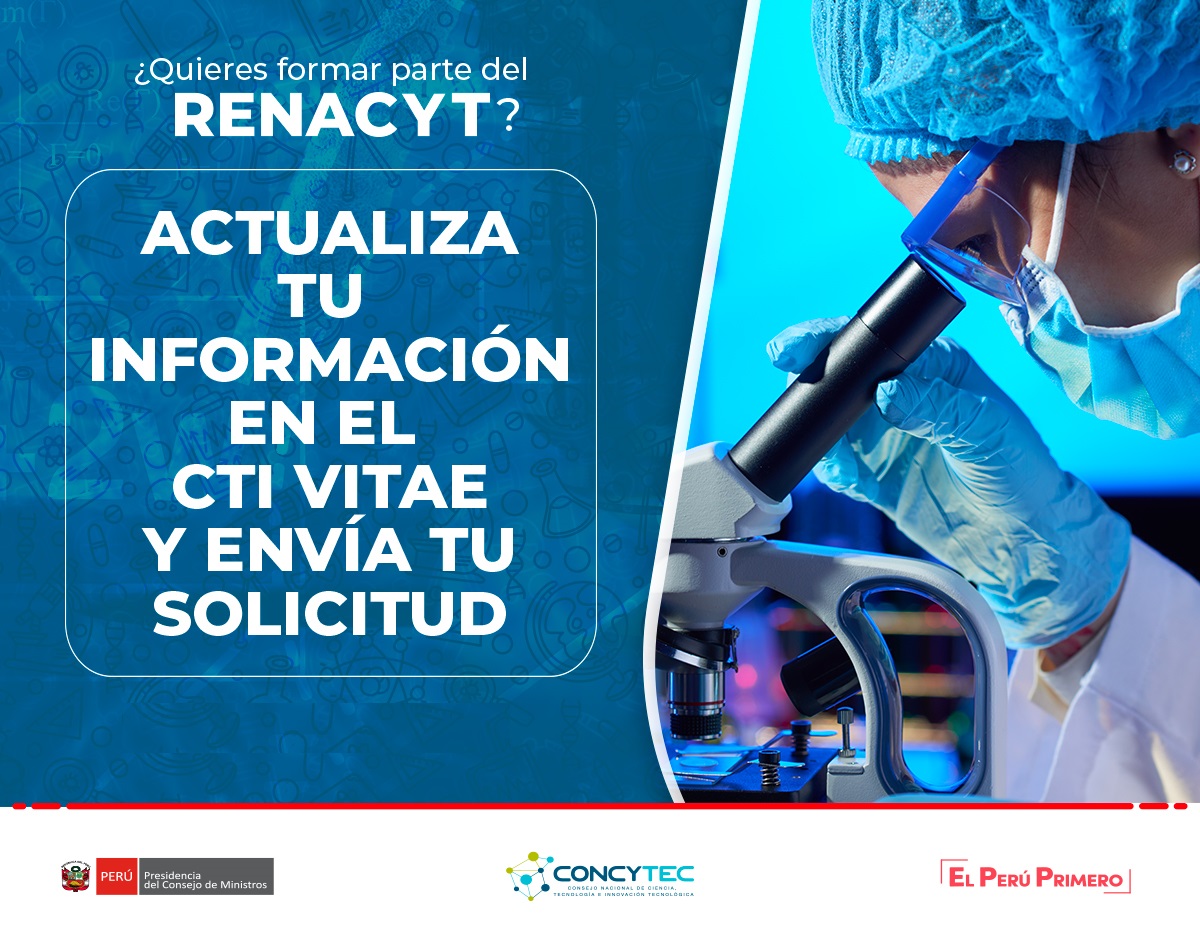 ¿Quieres formar parte del
RENACYT?
ACTUALIZA
TU
INFORMACIÓN
EN EL
CTI VITAE
Y ENVÍA TU
SOLICITUD
PERÚ
Presidencia
del Consejo de Ministros
CONCYTEC
CONSEJO NACIONAL DE CIENCIA,
TECNOLOGÍA E INNOVACIÓN TECNOLÓGICA
EL PERÚ PRIMERO